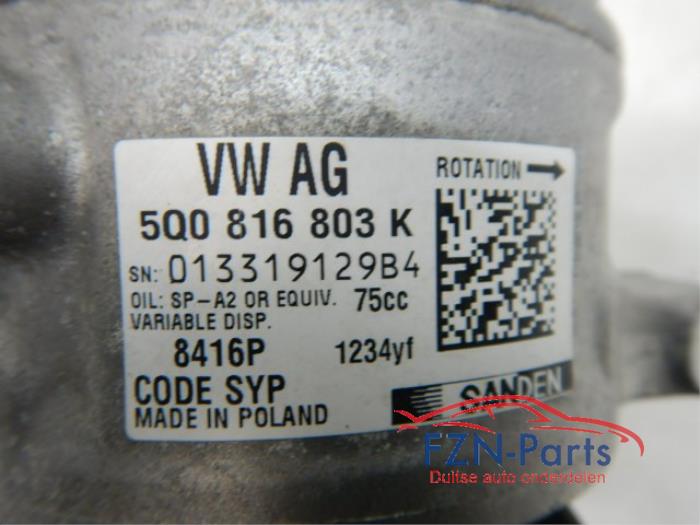 VW AG
ROTATION
5Q0 816 803 K
SN: 013319129B4
OIL: SP-A2 OR EQUIV. 75cc
VARIABLE DISP.
8416P 1234yf
CODE SYP
SANDEN
MADE IN POLAND
FZN-Parts
Duitse auto onderdelen